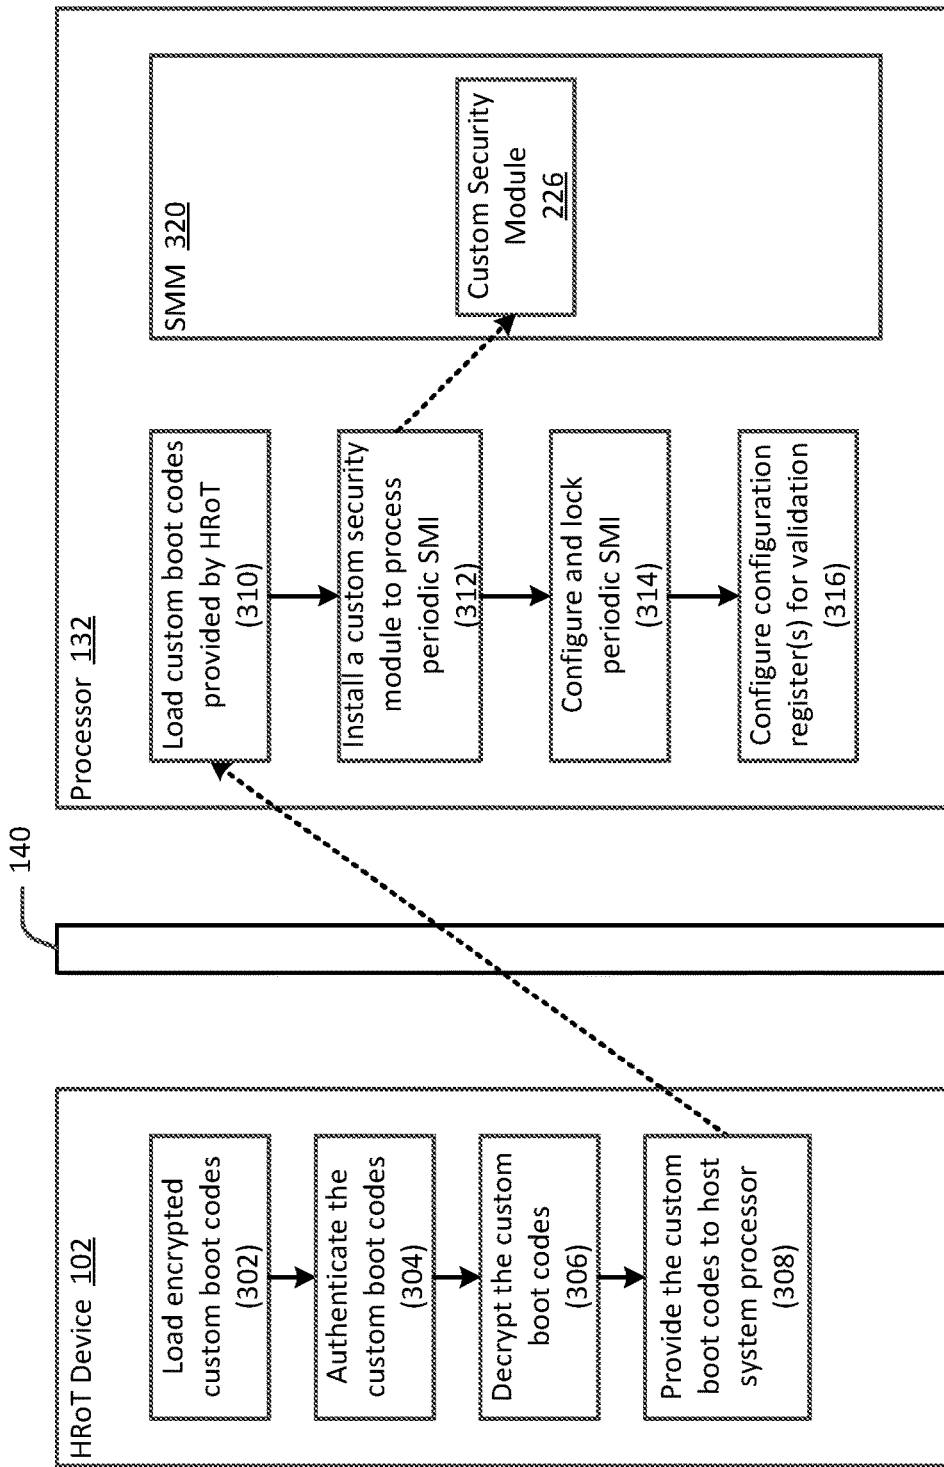 HRoT Device 102
Load encrypted
custom boot codes
(302)
Authenticate the
custom boot codes
(304)
Decrypt the custom
boot codes
(306)
Provide the custom
boot codes to host
system processor
(308)
140
Processor 132
Load custom boot codes
provided by HRoT
(310)
Install a custom security
module to process
periodic SMI
(312)
Configure and lock
periodic SMI
(314)
Configure configuration
register(s) for validation
(316)
SMM 320
Custom Security
Module
226